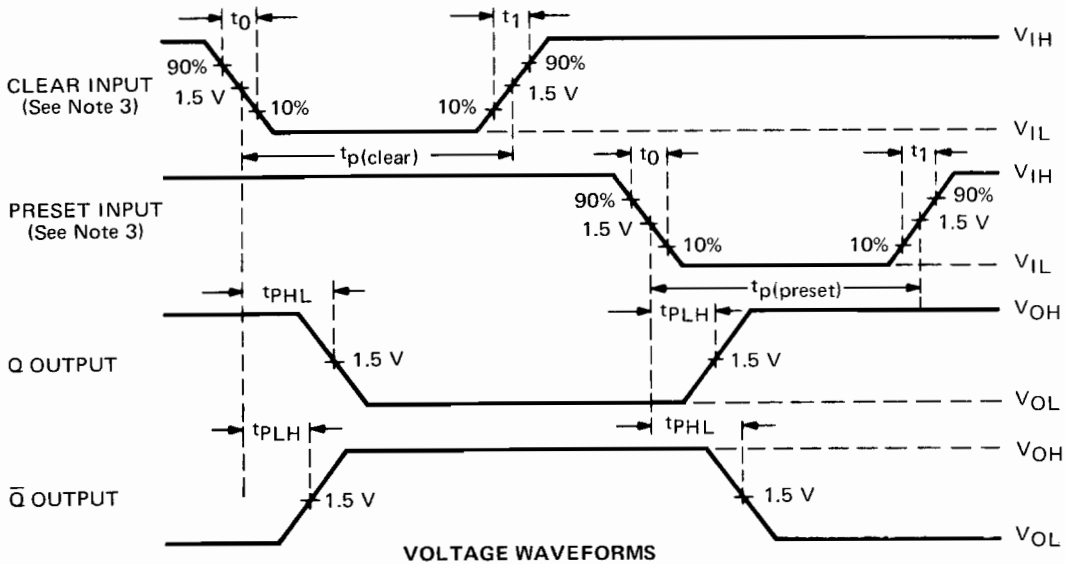 t0 t1 VIH
90% 90%
CLEAR INPUT
(See Note 3)
1.5 V 10% 10% 1.5 V
VIL
tp(clear) t0 t1 VIH
PRESET INPUT
(See Note 3)
90% 90%
1.5 V 10% 10% 1.5 V
VIL
tPHL tp(preset)
tPLH VOH
Q OUTPUT 1.5 V 1.5 V
VOL
tPLH tPHL
VOH
Q̅ OUTPUT 1.5 V 1.5 V
VOL
VOLTAGE WAVEFORMS